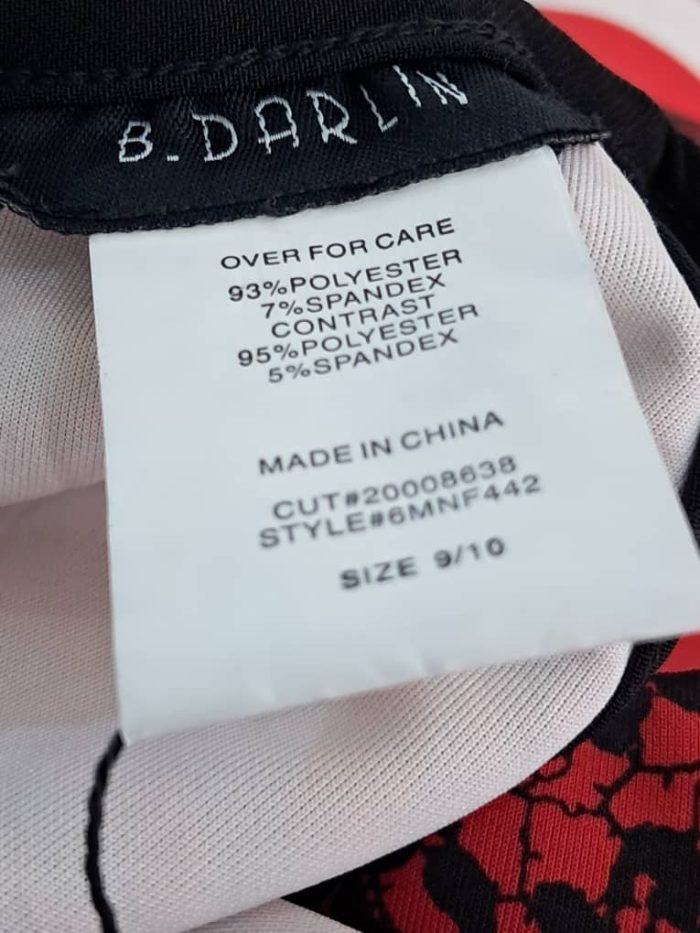 B. DARLIN
OVER FOR CARE
93%POLYESTER
7%SPANDEX
CONTRAST
95%POLYESTER
5%SPANDEX
MADE IN CHINA
CUT#20008638
STYLE#6MNF442
SIZE 9/10